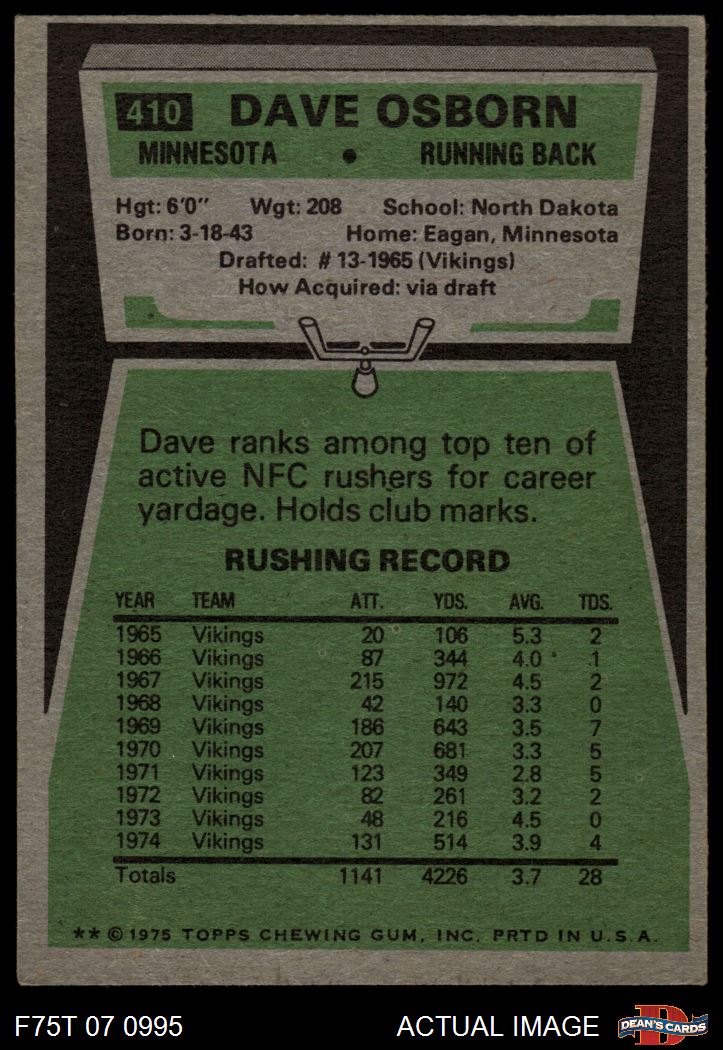 410 DAVE OSBORN
MINNESOTA • RUNNING BACK
Hgt: 6'0" Wgt: 208 School: North Dakota
Born: 3-18-43 Home: Eagan, Minnesota
Drafted: # 13-1965 (Vikings)
How Acquired: via draft
Dave ranks among top ten of
active NFC rushers for career
yardage. Holds club marks.
RUSHING RECORD
YEAR TEAM ATT. YDS. AVG. TDS.
1965 Vikings 20 106 5.3 2
1966 Vikings 87 344 4.0 1
1967 Vikings 215 972 4.5 2
1968 Vikings 42 140 3.3 0
1969 Vikings 186 643 3.5 7
1970 Vikings 207 681 3.3 5
1971 Vikings 123 349 2.8 5
1972 Vikings 82 261 3.2 2
1973 Vikings 48 216 4.5 0
1974 Vikings 131 514 3.9 4
Totals 1141 4226 3.7 28
** © 1975 TOPPS CHEWING GUM, INC. PRTD IN U.S.A.
F75T 07 0995 ACTUAL IMAGE D DEAN'S CARDS